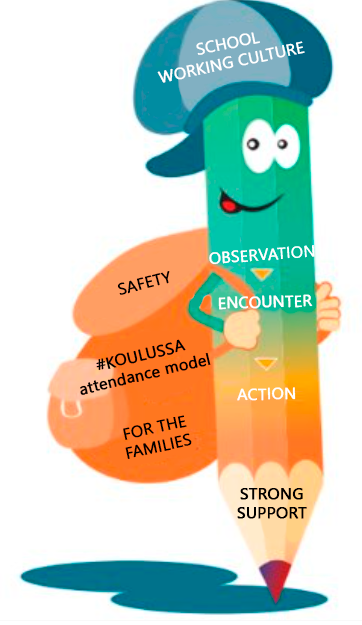 SCHOOL
WORKING CULTURE
OBSERVATION
ENCOUNTER
ACTION
STRONG
SUPPORT
SAFETY
#KOULUSSA
attendance model
FOR THE
FAMILIES